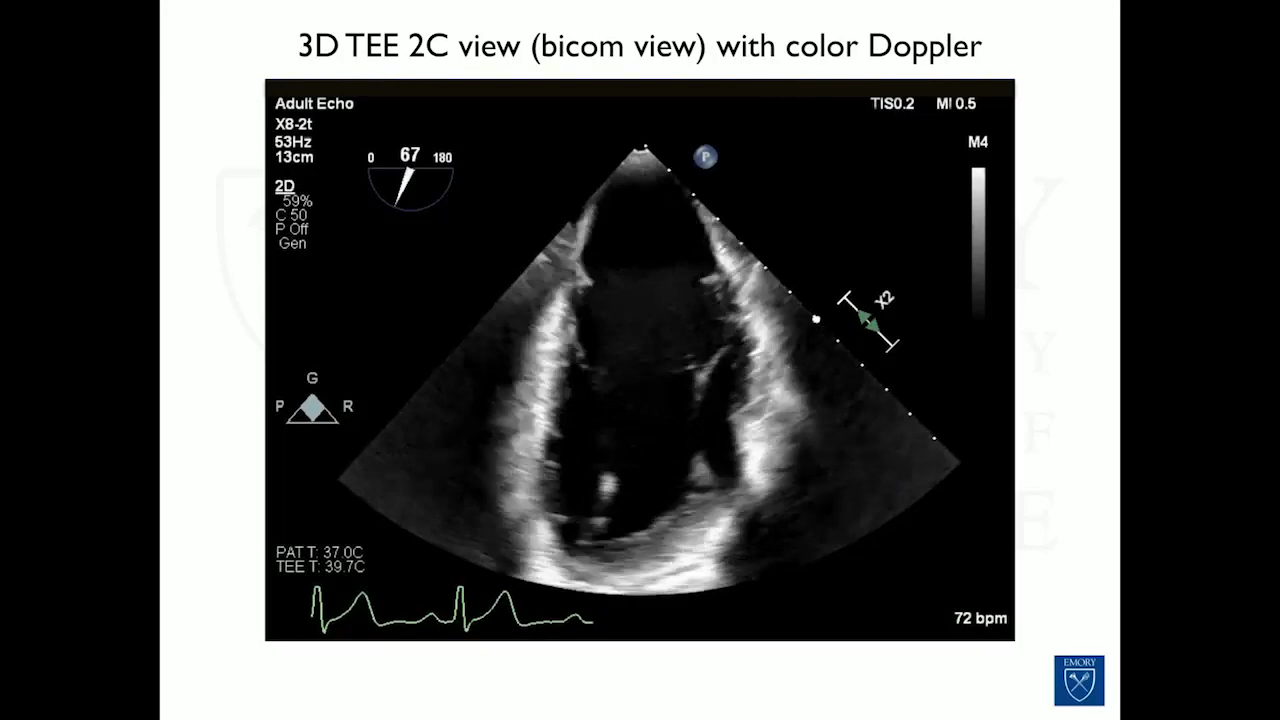 3D TEE 2C view (bicom view) with color Doppler
Adult Echo
TIS0.2 MI 0.5
X8-2t
53Hz
13cm
M4
0 67 180
P
2D
59%
C 50
P Off
Gen
X2
G
P R
PAT T: 37.0C
TEE T: 39.7C
72 bpm
EMORY